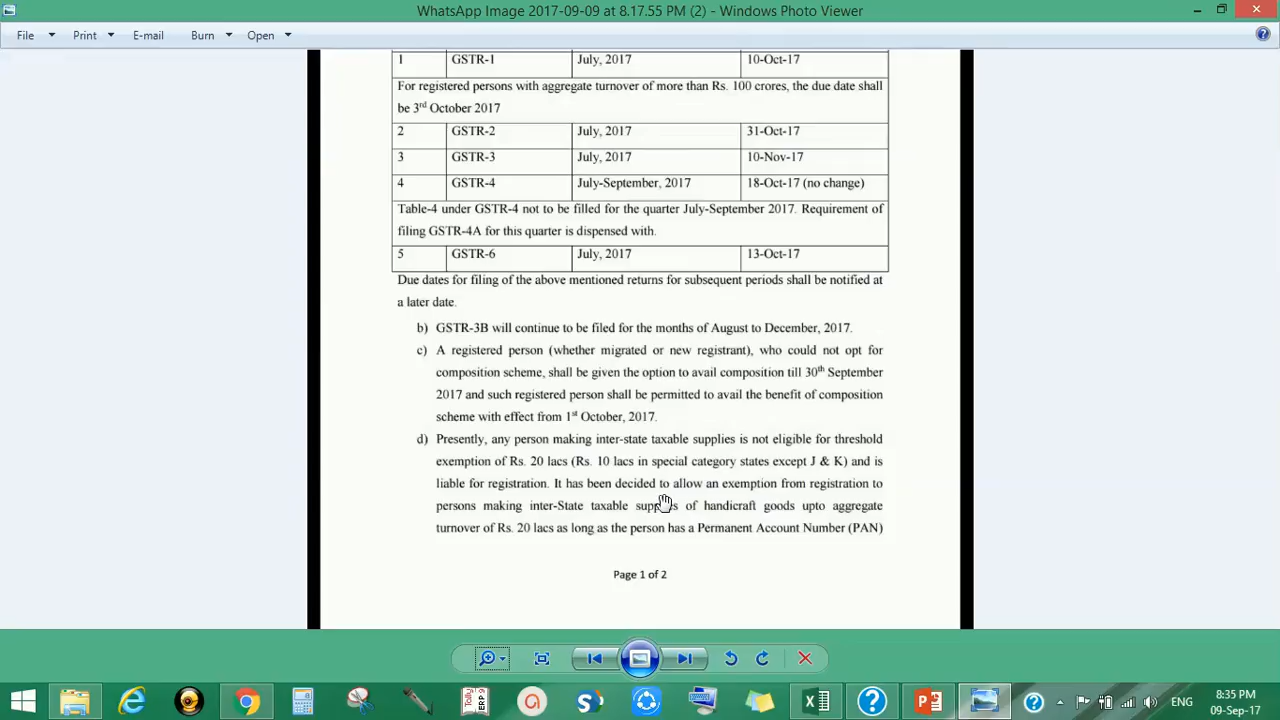 WhatsApp Image 2017-09-09 at 8.17.55 PM (2) - Windows Photo Viewer
File Print E-mail Burn Open
1 GSTR-1 July, 2017 10-Oct-17
For registered persons with aggregate turnover of more than Rs. 100 crores, the due date shall
be 3rd October 2017
2 GSTR-2 July, 2017 31-Oct-17
3 GSTR-3 July, 2017 10-Nov-17
4 GSTR-4 July-September, 2017 18-Oct-17 (no change)
Table-4 under GSTR-4 not to be filled for the quarter July-September 2017. Requirement of
filing GSTR-4A for this quarter is dispensed with.
5 GSTR-6 July, 2017 13-Oct-17
Due dates for filing of the above mentioned returns for subsequent periods shall be notified at
a later date.
b) GSTR-3B will continue to be filed for the months of August to December, 2017.
c) A registered person (whether migrated or new registrant), who could not opt for
composition scheme, shall be given the option to avail composition till 30th September
2017 and such registered person shall be permitted to avail the benefit of composition
scheme with effect from 1st October, 2017.
d) Presently, any person making inter-state taxable supplies is not eligible for threshold
exemption of Rs. 20 lacs (Rs. 10 lacs in special category states except J & K) and is
liable for registration. It has been decided to allow an exemption from registration to
persons making inter-State taxable supplies of handicraft goods upto aggregate
turnover of Rs. 20 lacs as long as the person has a Permanent Account Number (PAN)
Page 1 of 2
ENG
8:35 PM
09-Sep-17